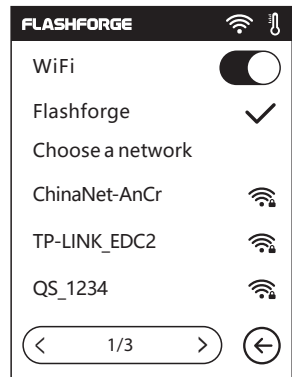 FLASHFORGE
WiFi
Flashforge
Choose a network
ChinaNet-AnCr
TP-LINK_EDC2
QS_1234
1/3